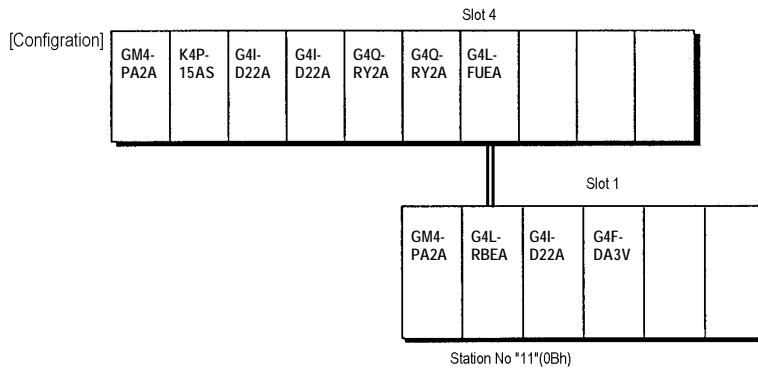 Slot 4
[Configration]
GM4- K4P- G4I- G4I- G4Q- G4Q- G4L-
PA2A 15AS D22A D22A RY2A RY2A FUEA
Slot 1
GM4- G4L- G4I- G4F-
PA2A RBEA D22A DA3V
Station No "11"(0Bh)